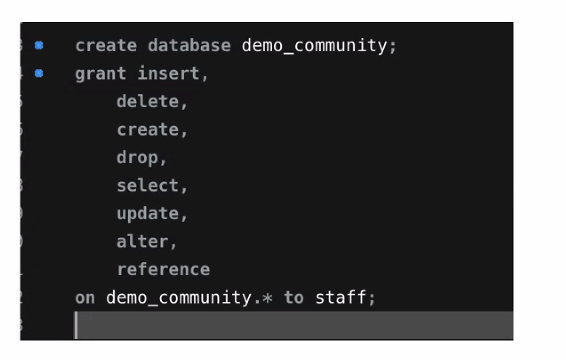 create database demo_community;
grant insert,
delete,
create,
drop,
select,
update,
alter,
reference
on demo_community.* to staff;